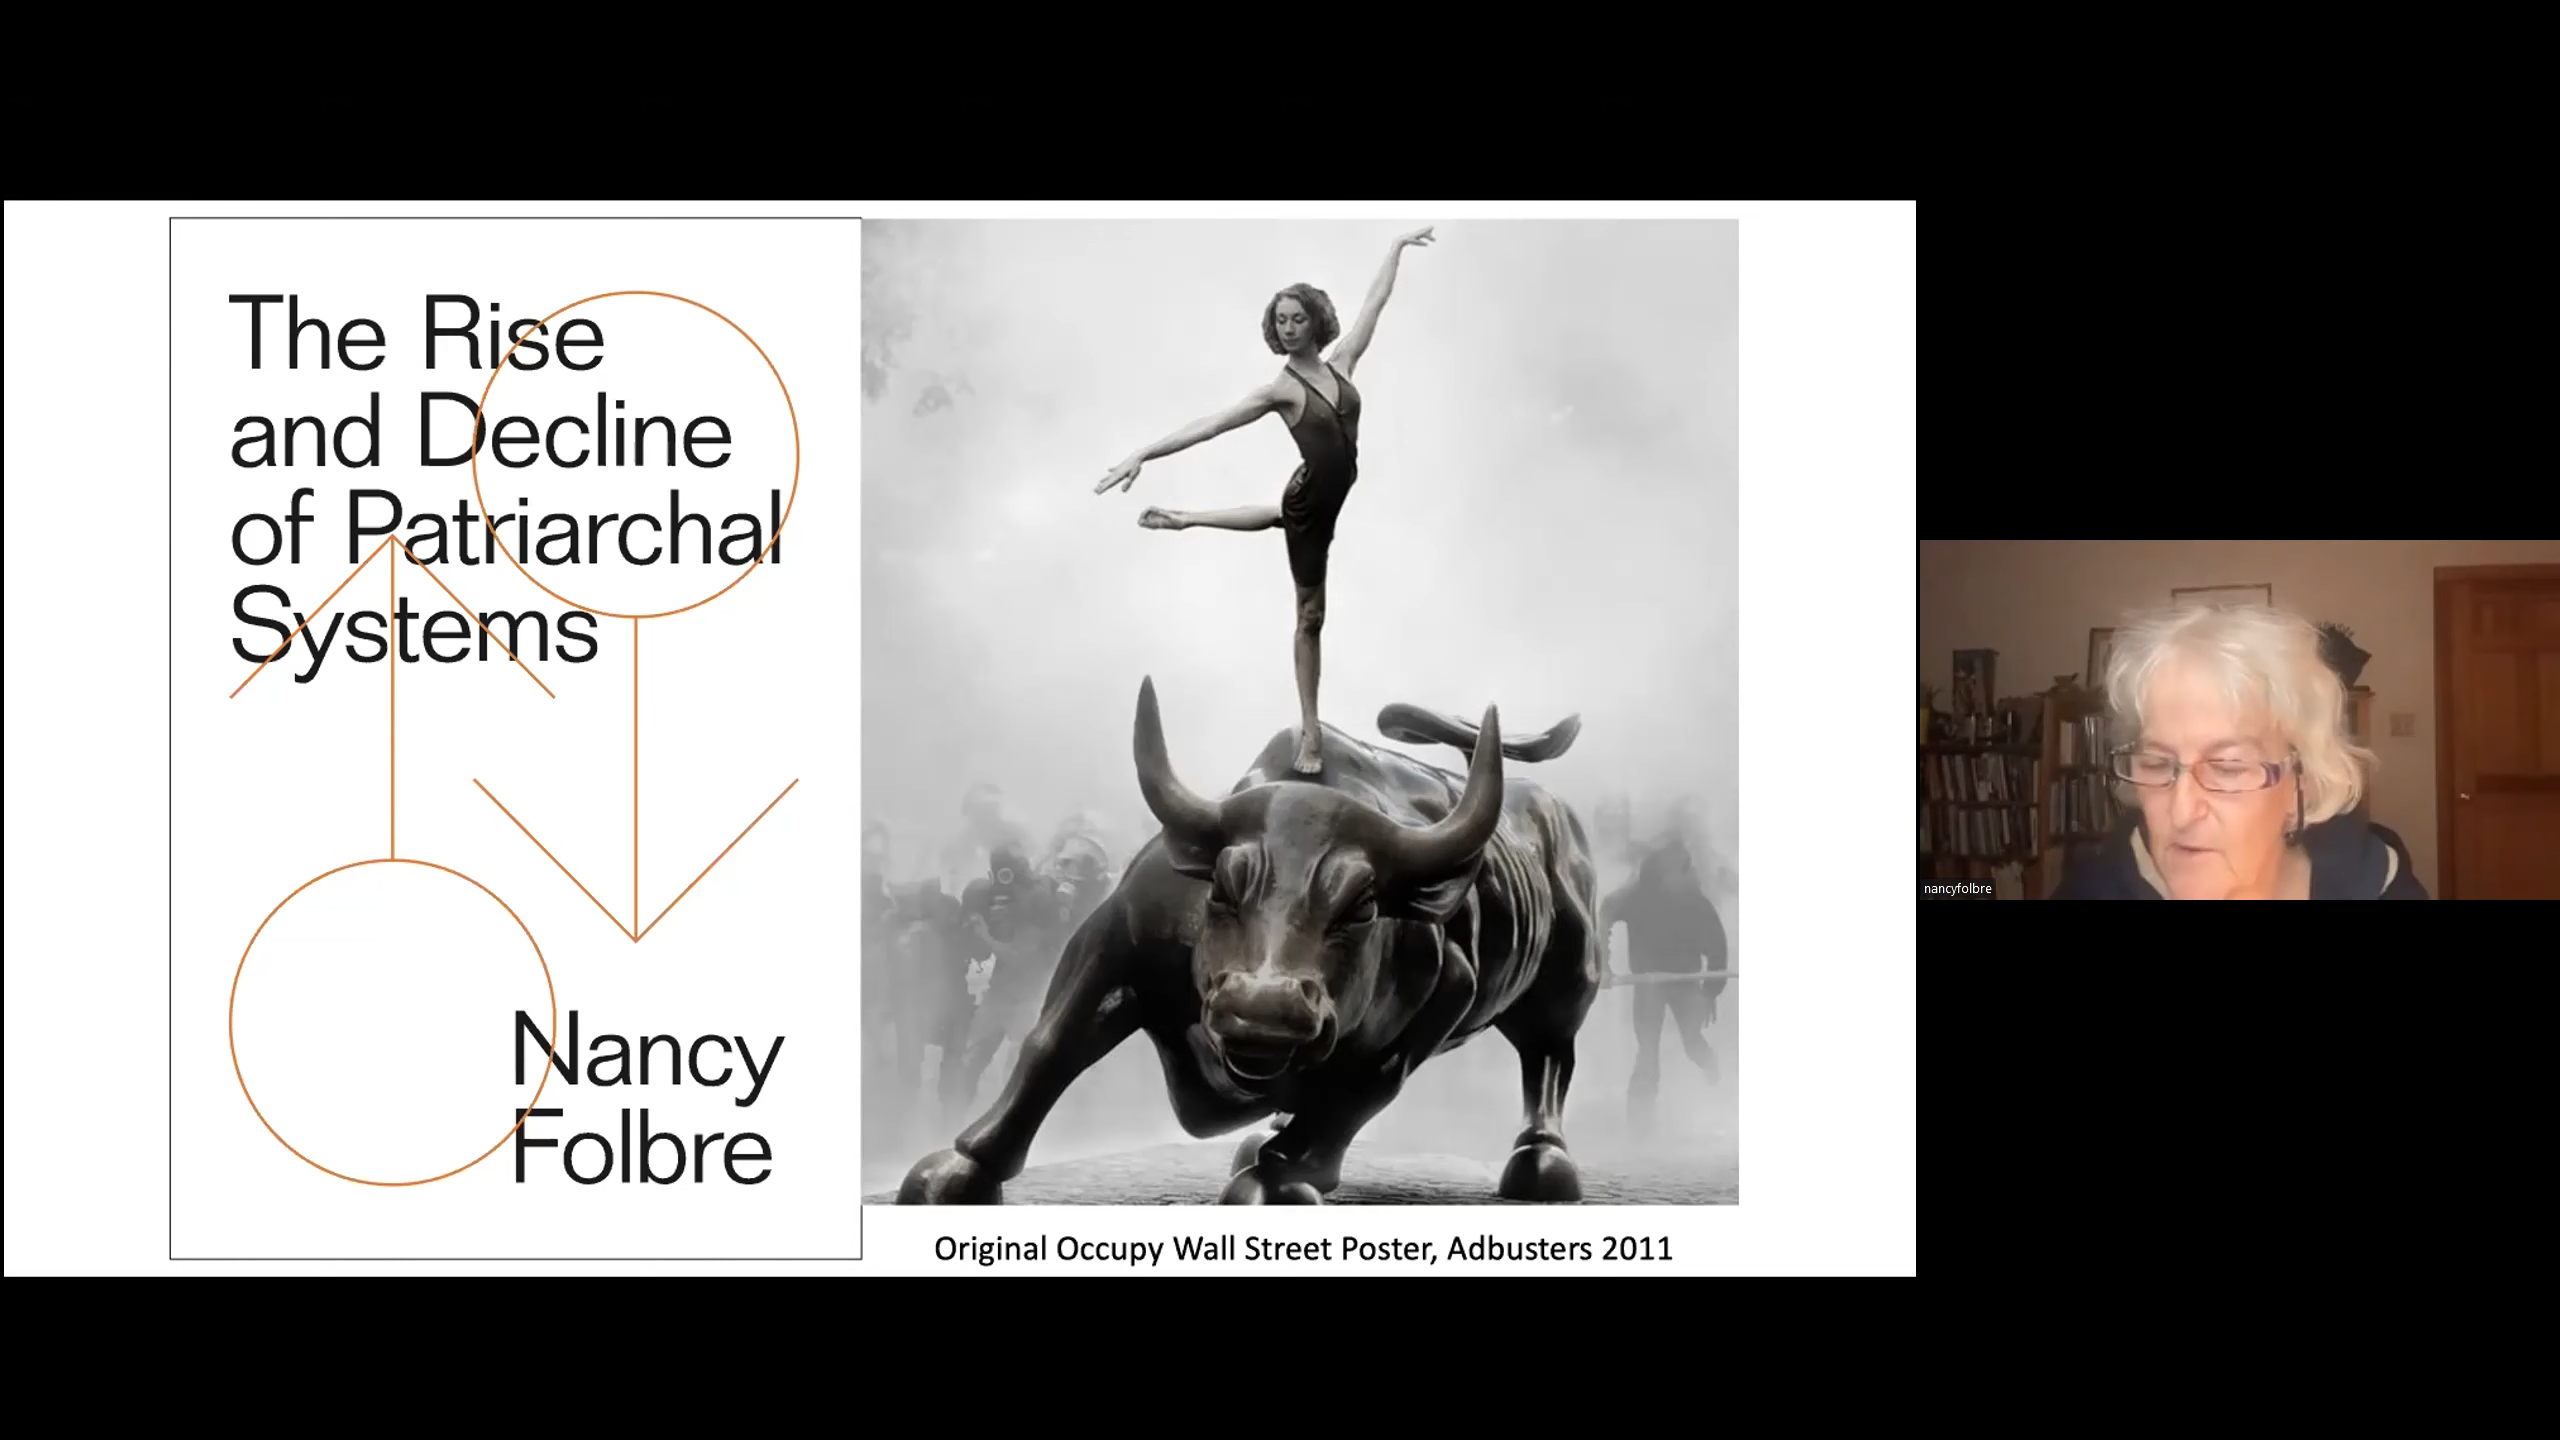 The Rise
and Decline
of Patriarchal
Systems
Nancy
Folbre
Original Occupy Wall Street Poster, Adbusters 2011
nancyfolbre